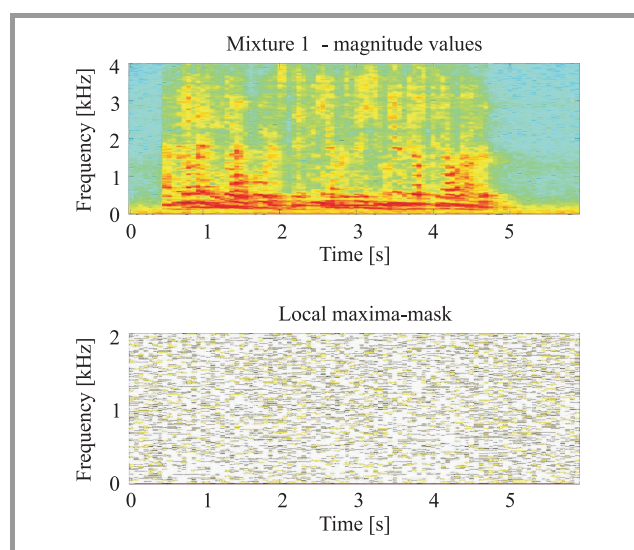 Mixture 1 - magnitude values
Frequency [kHz]
4
3
2
1
0
0 1 2 3 4 5
Time [s]
Local maxima-mask
Frequency [kHz]
2
1
0
0 1 2 3 4 5
Time [s]